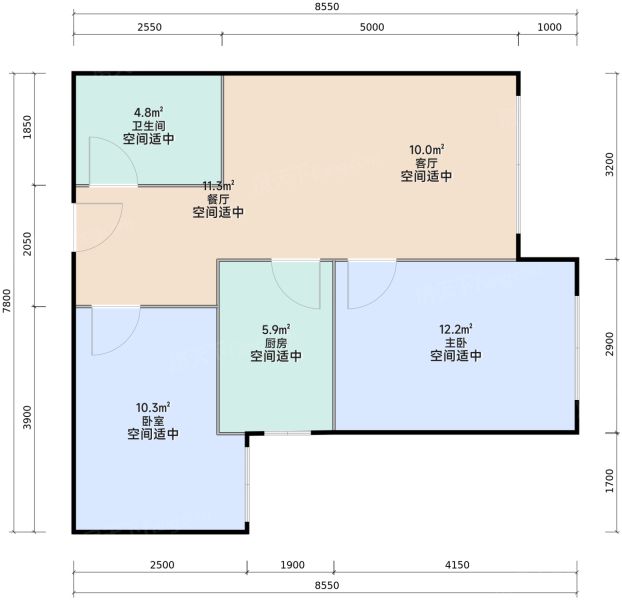 8550
2550 5000 1000
1850
2050
3900
7800
3200
2900
1700
4.8㎡
卫生间
空间适中
10.0㎡
客厅
空间适中
11.3㎡
餐厅
空间适中
5.9㎡
厨房
空间适中
12.2㎡
主卧
空间适中
10.3㎡
卧室
空间适中
2500 1900 4150
8550